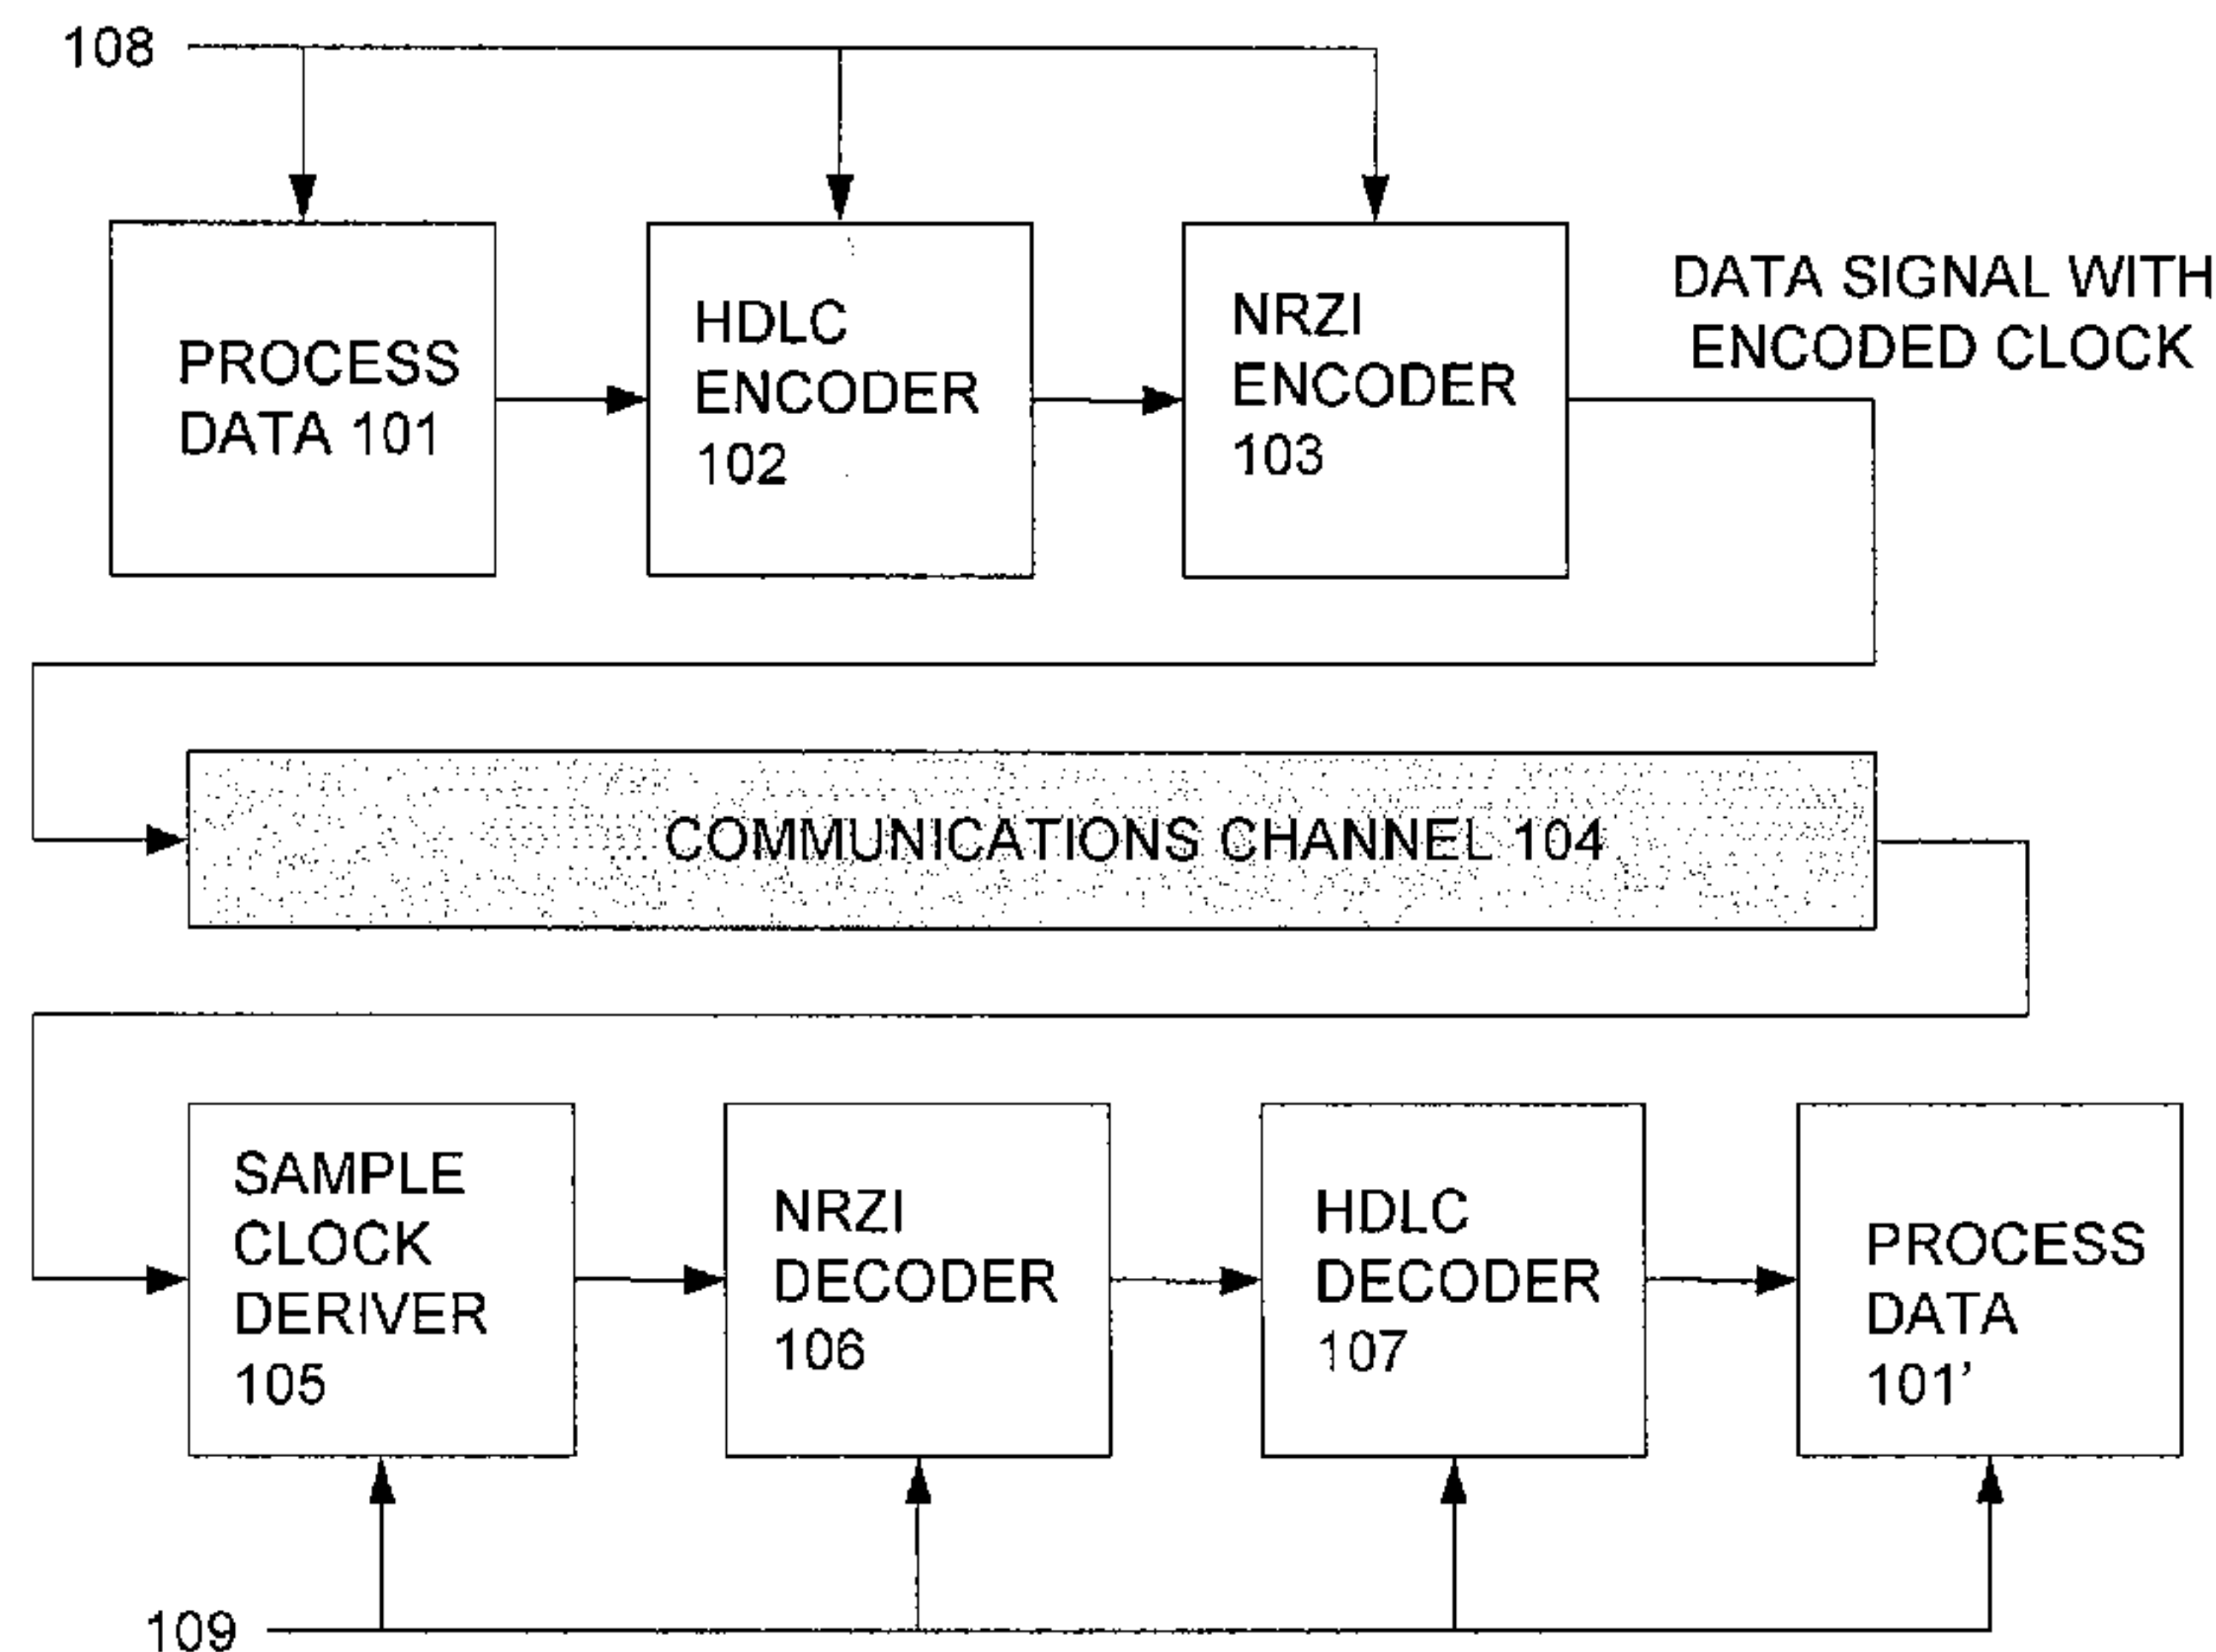 108
PROCESS
DATA 101
HDLC
ENCODER
102
NRZI
ENCODER
103
DATA SIGNAL WITH
ENCODED CLOCK
COMMUNICATIONS CHANNEL 104
SAMPLE
CLOCK
DERIVER
105
NRZI
DECODER
106
HDLC
DECODER
107
PROCESS
DATA
101’
109